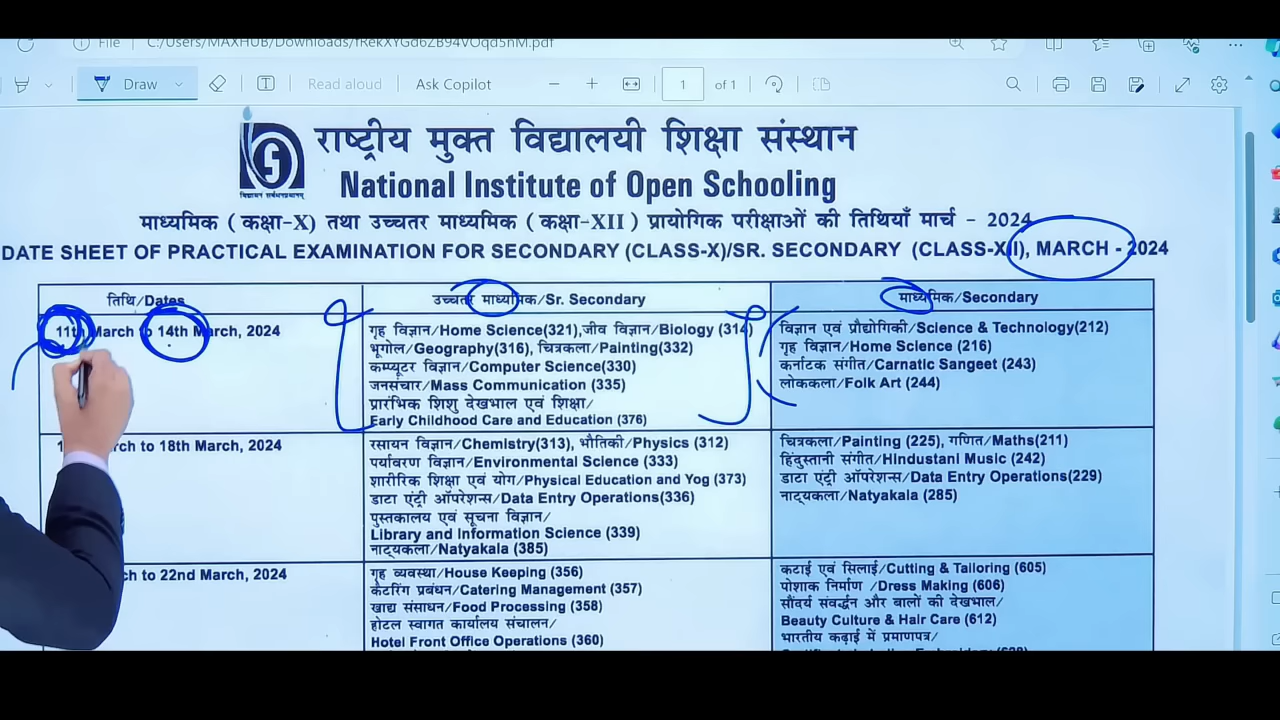 File | C:/Users/MAXHUB/Downloads/fRekXYGd6ZB94VOqd5nM.pdf
Draw Read aloud Ask Copilot 1 of 1
राष्ट्रीय मुक्त विद्यालयी शिक्षा संस्थान
National Institute of Open Schooling
माध्यमिक ( कक्षा-X) तथा उच्चतर माध्यमिक ( कक्षा-XII ) प्रायोगिक परीक्षाओं की तिथियाँ मार्च - 2024
DATE SHEET OF PRACTICAL EXAMINATION FOR SECONDARY (CLASS-X)/SR. SECONDARY (CLASS-XII), MARCH - 2024
तिथि/Dates
उच्चतर माध्यमिक/Sr. Secondary
माध्यमिक/Secondary
11th March to 14th March, 2024
गृह विज्ञान/Home Science(321),जीव विज्ञान/Biology (314)
भूगोल/Geography(316), चित्रकला/Painting(332)
कम्प्यूटर विज्ञान/Computer Science(330)
जनसंचार/Mass Communication (335)
प्रारंभिक शिशु देखभाल एवं शिक्षा/
Early Childhood Care and Education (376)
विज्ञान एवं प्रौद्योगिकी/Science & Technology(212)
गृह विज्ञान/Home Science (216)
कर्नाटक संगीत/Carnatic Sangeet (243)
लोककला/Folk Art (244)
March to 18th March, 2024
रसायन विज्ञान/Chemistry(313), भौतिकी/Physics (312)
पर्यावरण विज्ञान/Environmental Science (333)
शारीरिक शिक्षा एवं योग/Physical Education and Yog (373)
डाटा एंट्री ऑपरेशन्स/Data Entry Operations(336)
पुस्तकालय एवं सूचना विज्ञान/
Library and Information Science (339)
नाट्यकला/Natyakala (385)
चित्रकला/Painting (225), गणित/Maths(211)
हिंदुस्तानी संगीत/Hindustani Music (242)
डाटा एंट्री ऑपरेशन्स/Data Entry Operations(229)
नाट्यकला/Natyakala (285)
to 22nd March, 2024
गृह व्यवस्था/House Keeping (356)
कैटरिंग प्रबंधन/Catering Management (357)
खाद्य संसाधन/Food Processing (358)
होटल स्वागत कार्यालय संचालन/
Hotel Front Office Operations (360)
कटाई एवं सिलाई/Cutting & Tailoring (605)
पोशाक निर्माण /Dress Making (606)
सौंदर्य संवर्द्धन और बालों की देखभाल/
Beauty Culture & Hair Care (612)
भारतीय कढ़ाई में प्रमाणपत्र/